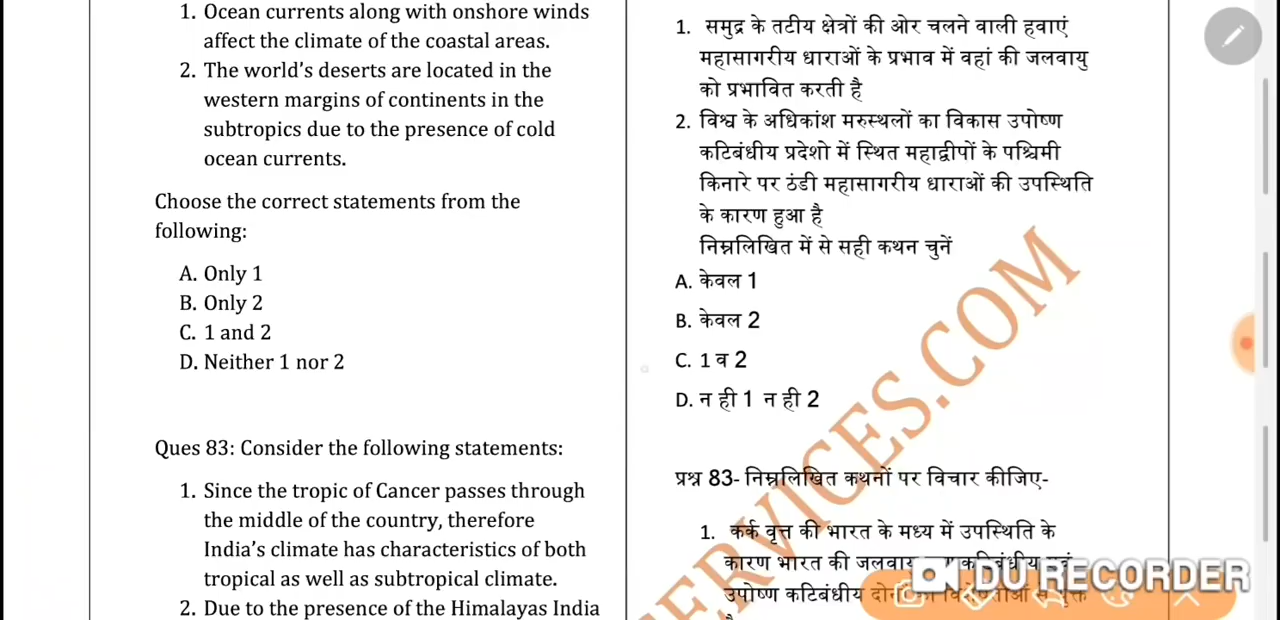 1. Ocean currents along with onshore winds
affect the climate of the coastal areas.
2. The world's deserts are located in the
western margins of continents in the
subtropics due to the presence of cold
ocean currents.
Choose the correct statements from the
following:
A. Only 1
B. Only 2
C. 1 and 2
D. Neither 1 nor 2
Ques 83: Consider the following statements:
1. Since the tropic of Cancer passes through
the middle of the country, therefore
India's climate has characteristics of both
tropical as well as subtropical climate.
2. Due to the presence of the Himalayas India
1. समुद्र के तटीय क्षेत्रों की ओर चलने वाली हवाएं
महासागरीय धाराओं के प्रभाव में वहां की जलवायु
को प्रभावित करती है
2. विश्व के अधिकांश मरुस्थलों का विकास उपोष्ण
कटिबंधीय प्रदेशो में स्थित महाद्वीपों के पश्चिमी
किनारे पर ठंडी महासागरीय धाराओं की उपस्थिति
के कारण हुआ है
निम्नलिखित में से सही कथन चुनें
A. केवल 1
B. केवल 2
C. 1 व 2
D. न ही 1 न ही 2
प्रश्न 83- निम्नलिखित कथनों पर विचार कीजिए-
1. कर्क वृत्त की भारत के मध्य में उपस्थिति के
कारण भारत की
उपोष्ण कटिबंधीय
SERVICES.COM
DU RECORDER